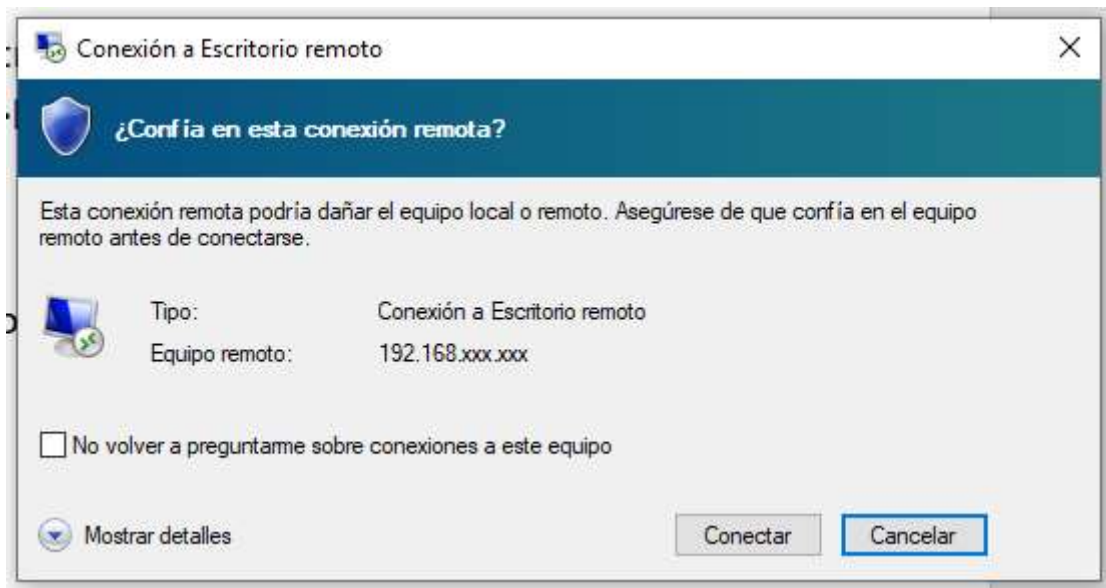 Conexión a Escritorio remoto
¿Confía en esta conexión remota?
Esta conexión remota podría dañar el equipo local o remoto. Asegúrese de que confía en el equipo
remoto antes de conectarse.
Tipo: Conexión a Escritorio remoto
Equipo remoto: 192.168.xxx.xxx
No volver a preguntarme sobre conexiones a este equipo
Mostrar detalles Conectar Cancelar